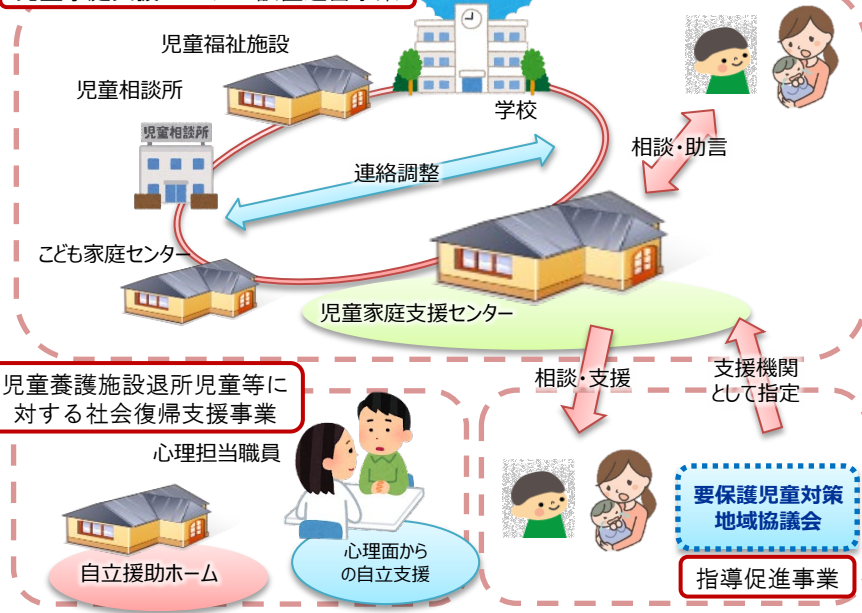 児童福祉施設
児童相談所
児童相談所
学校
相談・助言
連絡調整
こども家庭センター
児童家庭支援センター
児童養護施設退所児童等に
対する社会復帰支援事業
相談・支援
支援機関
として指定
心理担当職員
要保護児童対策
地域協議会
心理面から
の自立支援
自立援助ホーム
指導促進事業